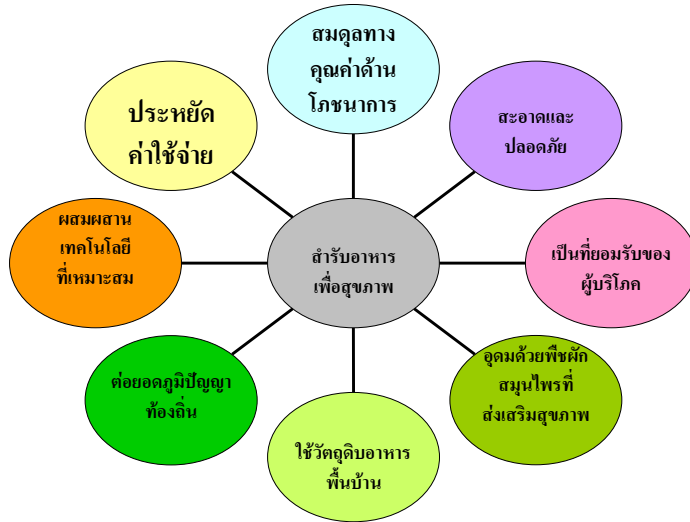 สมดุลทาง
คุณค่าด้าน
โภชนาการ
สะอาดและ
ปลอดภัย
เป็นที่ยอมรับของ
ผู้บริโภค
อุดมด้วยพืชผัก
สมุนไพรที่
ส่งเสริมสุขภาพ
ใช้วัตถุดิบอาหาร
พื้นบ้าน
ต่อยอดภูมิปัญญา
ท้องถิ่น
ผสมผสาน
เทคโนโลยี
ที่เหมาะสม
ประหยัด
ค่าใช้จ่าย
สำรับอาหาร
เพื่อสุขภาพ